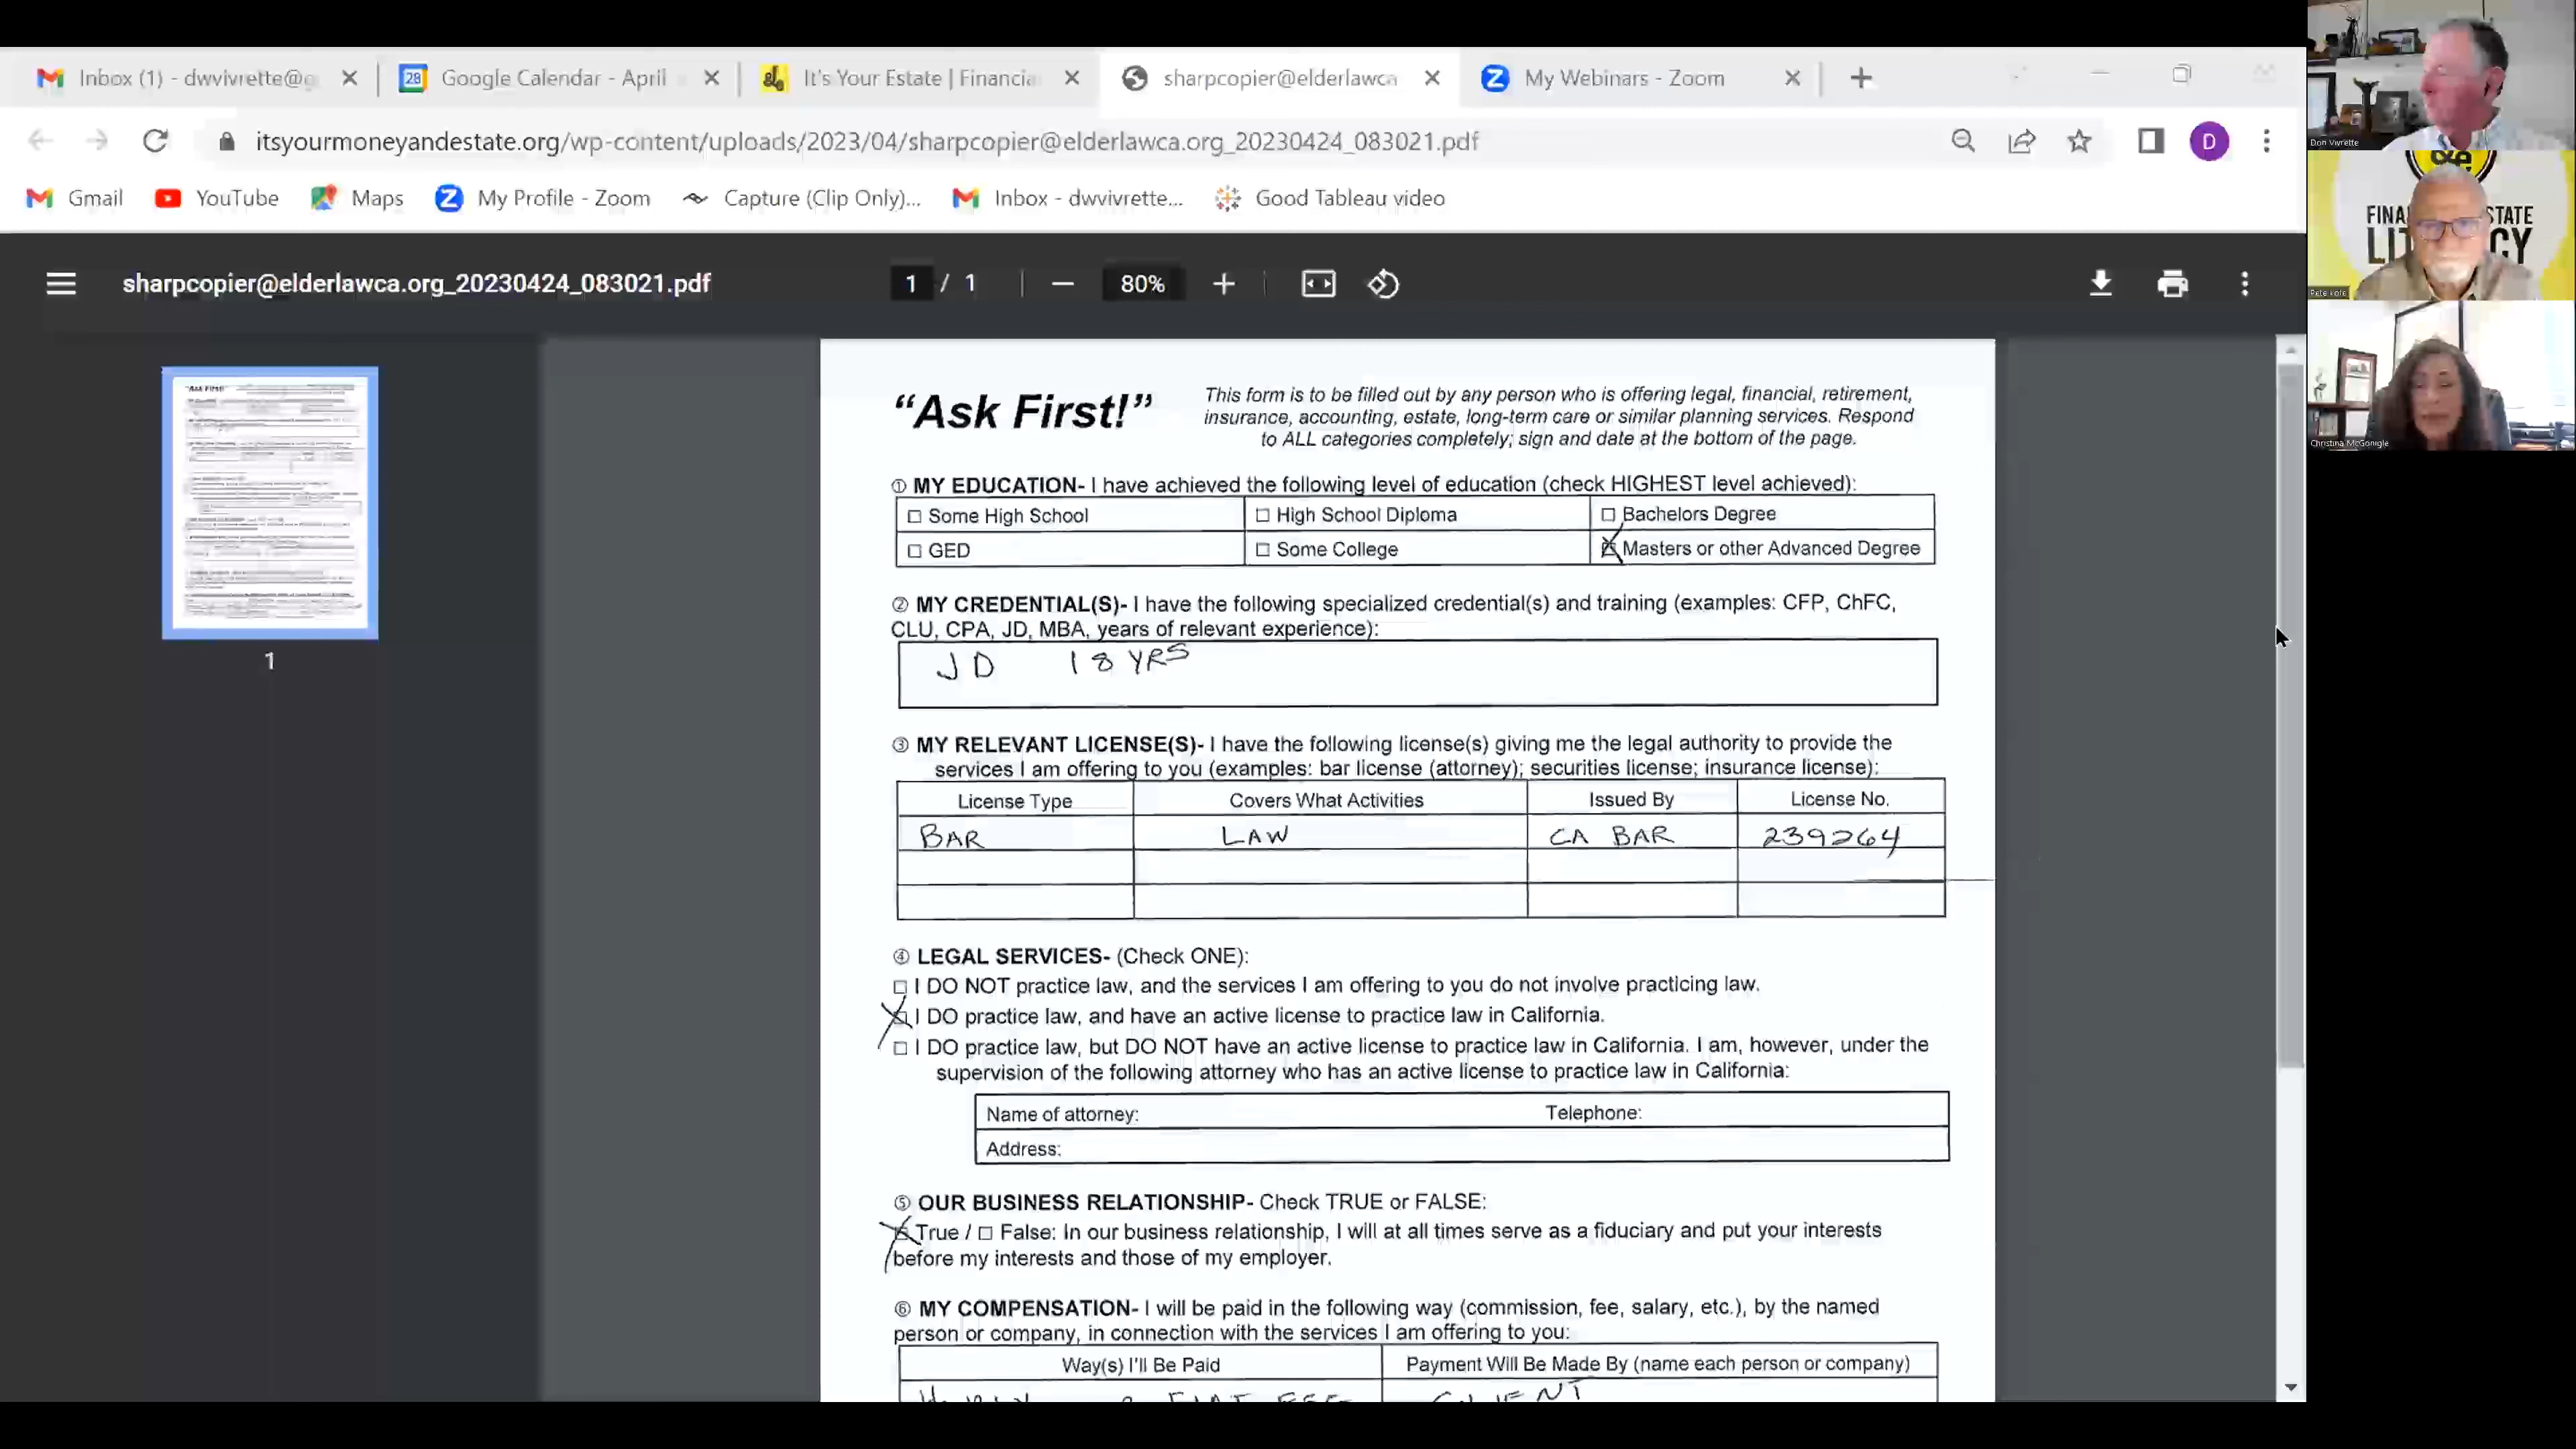 Inbox (1) - dwvivrette@g
Google Calendar - April
It's Your Estate | Financia
sharpcopier@elderlawca
My Webinars - Zoom
itsyourmoneyandestate.org/wp-content/uploads/2023/04/sharpcopier@elderlawca.org_20230424_083021.pdf
D
Gmail
YouTube
Maps
My Profile - Zoom
Capture (Clip Only)...
Inbox - dwvivrette...
Good Tableau video
sharpcopier@elderlawca.org_20230424_083021.pdf
1 / 1
80%
1
"Ask First!"
This form is to be filled out by any person who is offering legal, financial, retirement,
insurance, accounting, estate, long-term care or similar planning services. Respond
to ALL categories completely; sign and date at the bottom of the page.
① MY EDUCATION- I have achieved the following level of education (check HIGHEST level achieved):
Some High School High School Diploma Bachelors Degree
GED Some College Masters or other Advanced Degree
② MY CREDENTIAL(S)- I have the following specialized credential(s) and training (examples: CFP, ChFC,
CLU, CPA, JD, MBA, years of relevant experience):
JD 18 YRS
③ MY RELEVANT LICENSE(S)- I have the following license(s) giving me the legal authority to provide the
services I am offering to you (examples: bar license (attorney); securities license; insurance license):
License Type Covers What Activities Issued By License No.
BAR LAW CA BAR 239264
④ LEGAL SERVICES- (Check ONE):
I DO NOT practice law, and the services I am offering to you do not involve practicing law.
I DO practice law, and have an active license to practice law in California.
I DO practice law, but DO NOT have an active license to practice law in California. I am, however, under the
supervision of the following attorney who has an active license to practice law in California:
Name of attorney: Telephone:
Address:
⑤ OUR BUSINESS RELATIONSHIP- Check TRUE or FALSE:
True / False: In our business relationship, I will at all times serve as a fiduciary and put your interests
before my interests and those of my employer.
⑥ MY COMPENSATION- I will be paid in the following way (commission, fee, salary, etc.), by the named
person or company, in connection with the services I am offering to you:
Way(s) I'll Be Paid Payment Will Be Made By (name each person or company)
FLAT FEE CLIENT
Don Vivrette
Christina McGonigle